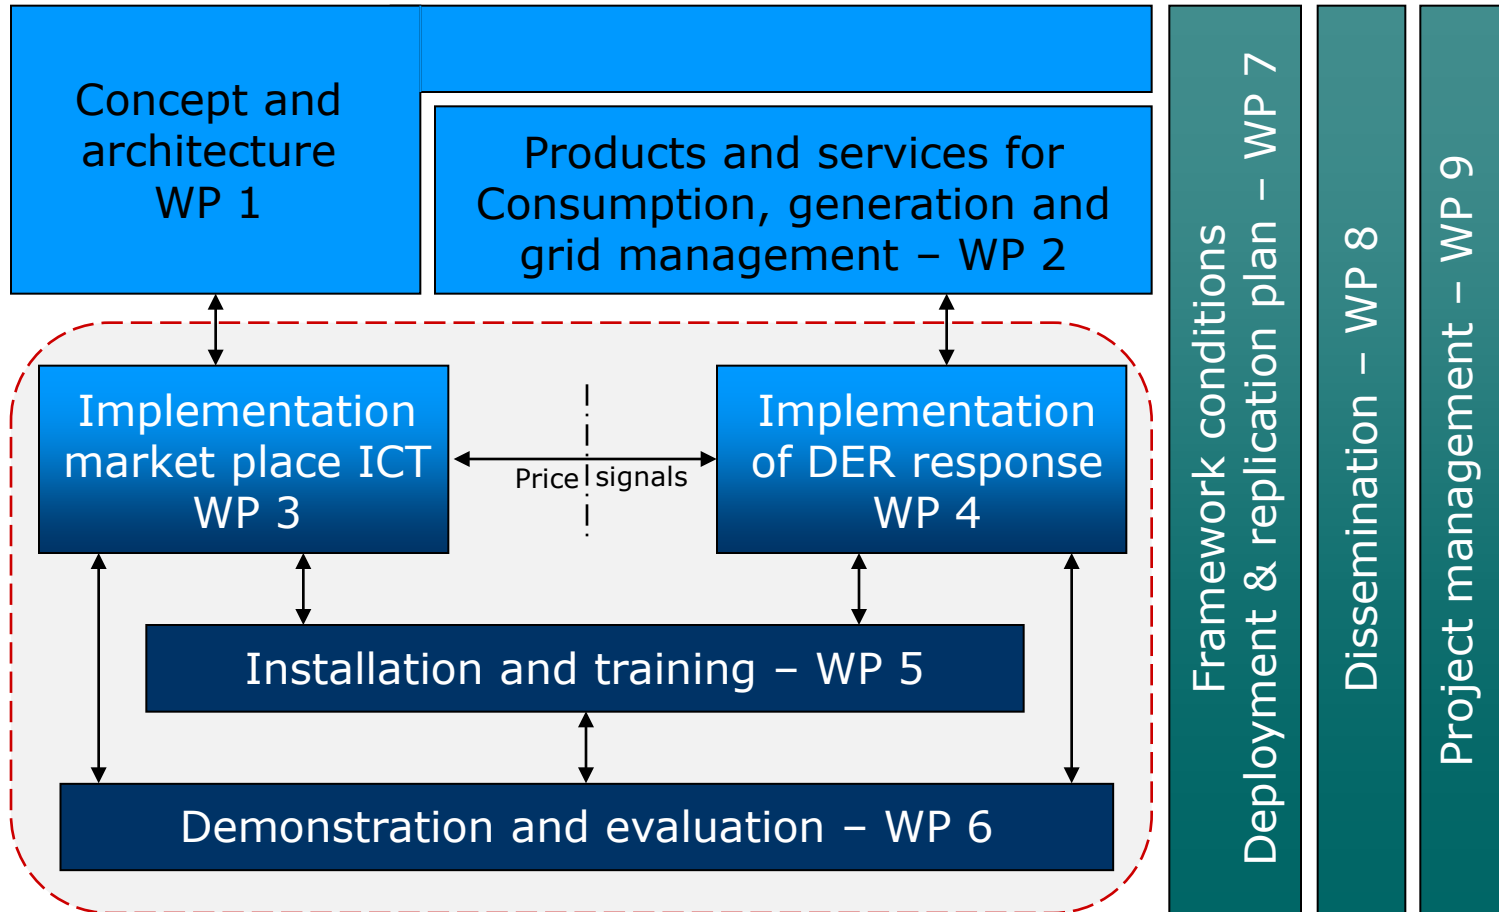 Concept and
architecture
WP 1
Products and services for
Consumption, generation and
grid management – WP 2
Implementation
market place ICT
WP 3
Price signals
Implementation
of DER response
WP 4
Installation and training – WP 5
Demonstration and evaluation – WP 6
Framework conditions
Deployment & replication plan – WP 7
Dissemination – WP 8
Project management – WP 9